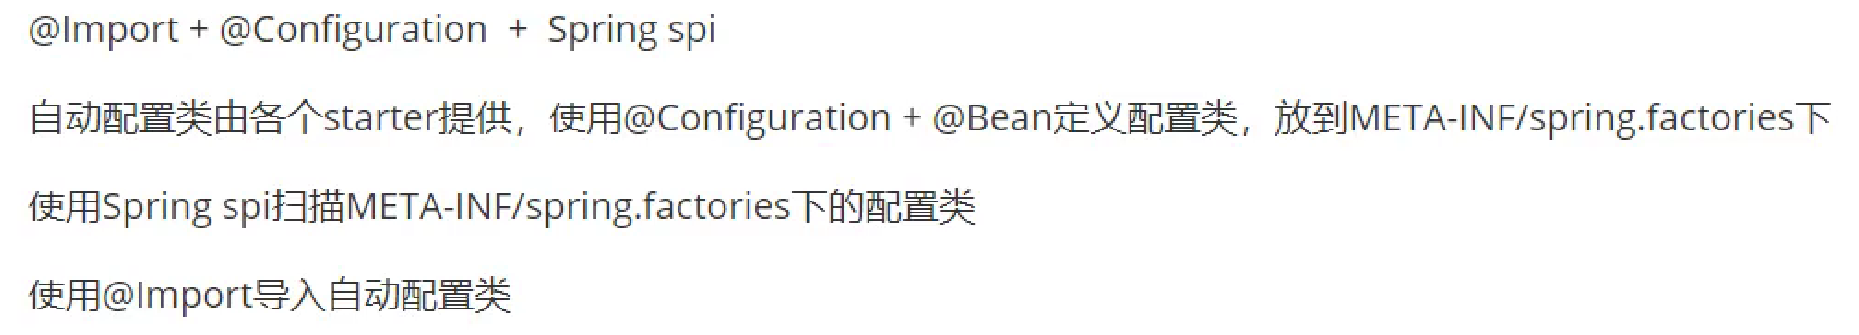 @Import + @Configuration + Spring spi
自动配置类由各个starter提供，使用@Configuration + @Bean定义配置类，放到META-INF/spring.factories下
使用Spring spi扫描META-INF/spring.factories下的配置类
使用@Import导入自动配置类